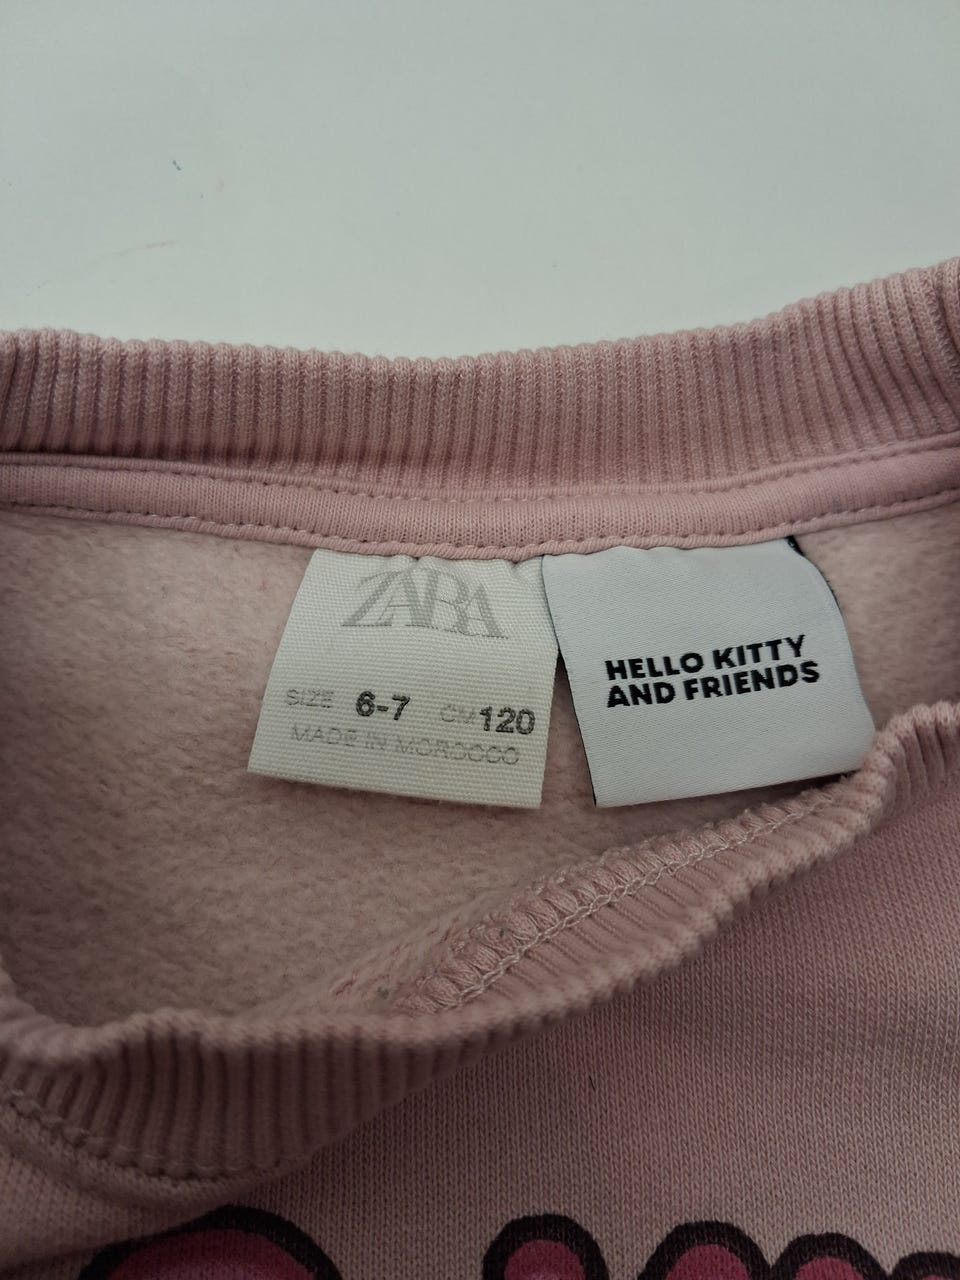 ZARA
SIZE 6-7 CM 120
MADE IN MOROCCO
HELLO KITTY
AND FRIENDS